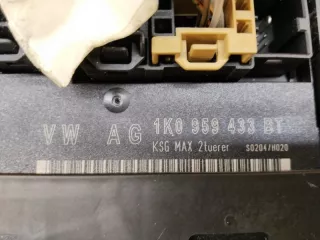 VW AG 1K0 959 433 BT
KSG MAX 2tuerer S0204/H020